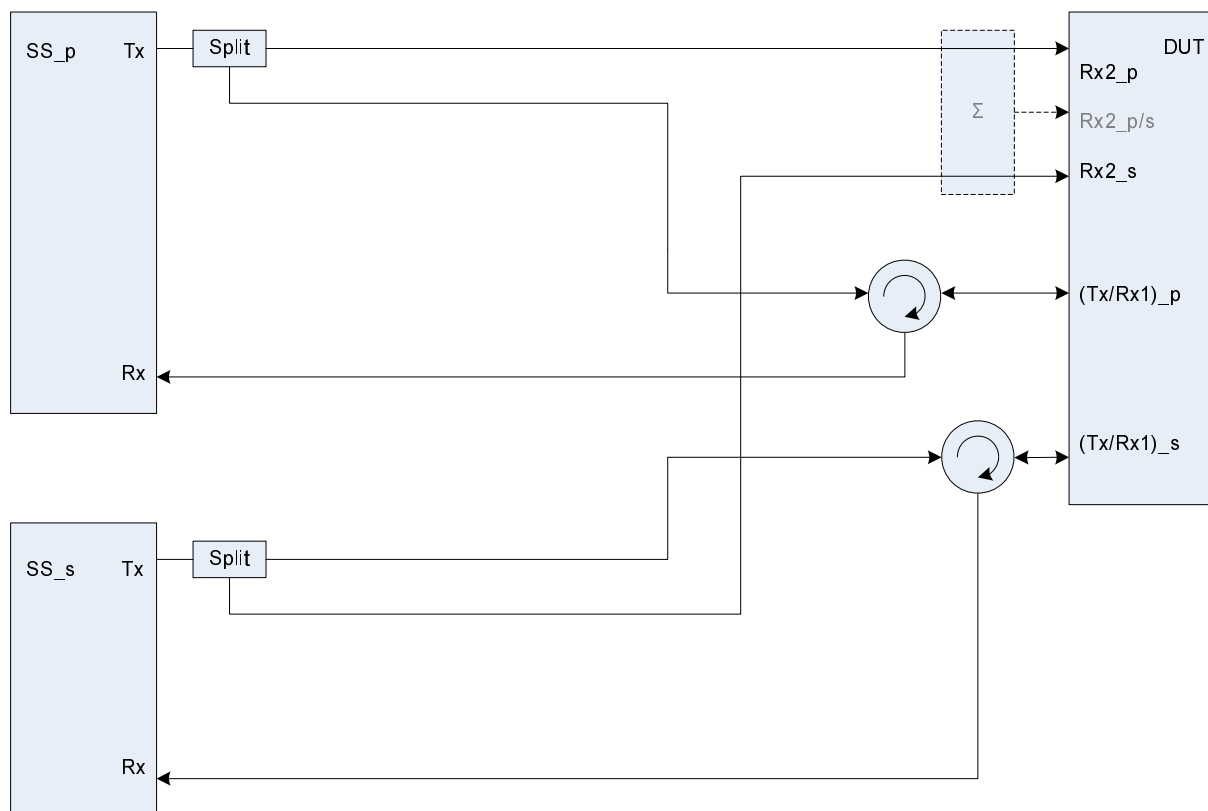 SS_p
Tx
Split
Σ
DUT
Rx2_p
Rx2_p/s
Rx2_s
(Tx/Rx1)_p
Rx
(Tx/Rx1)_s
SS_s
Tx
Split
Rx